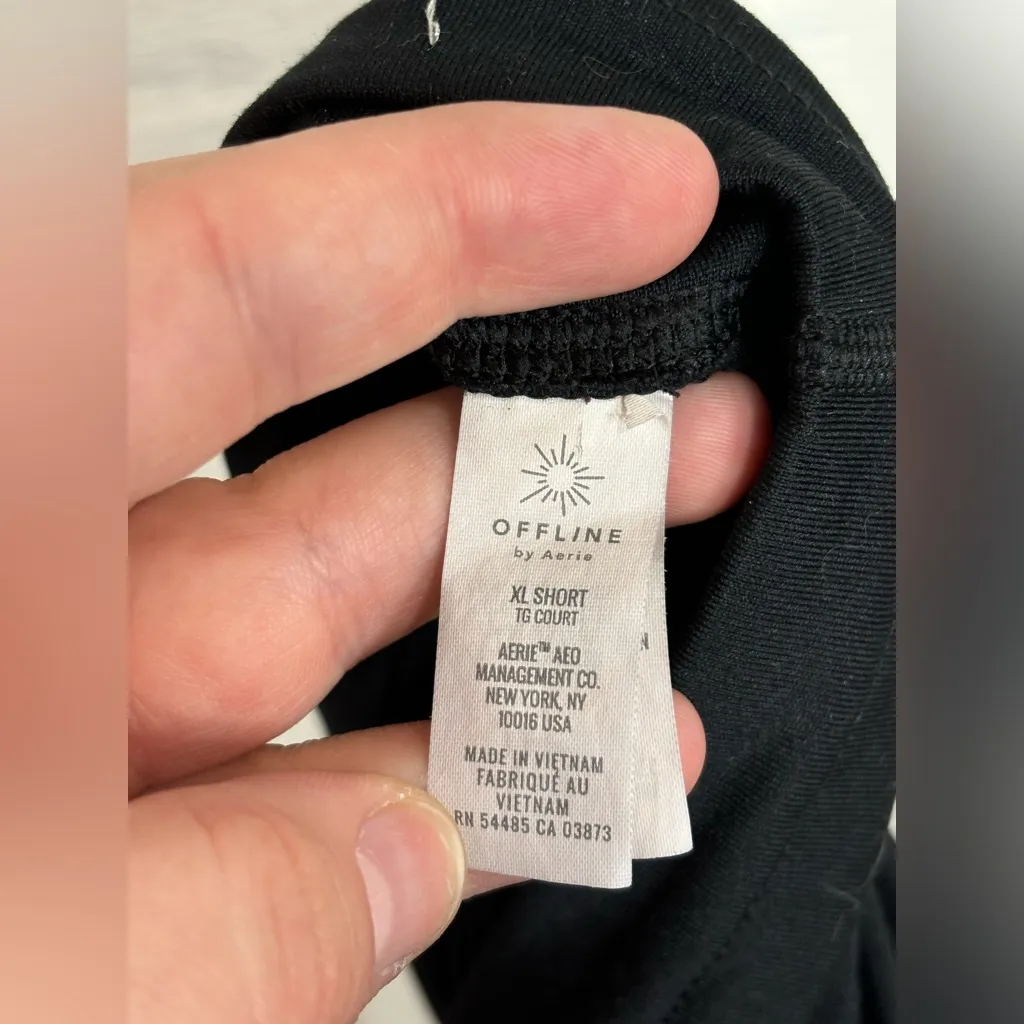 OFFLINE
by Aerie
XL SHORT
TG COURT
AERIE™ AEO
MANAGEMENT CO.
NEW YORK, NY
10016 USA
MADE IN VIETNAM
FABRIQUÉ AU
VIETNAM
RN 54485 CA 03873